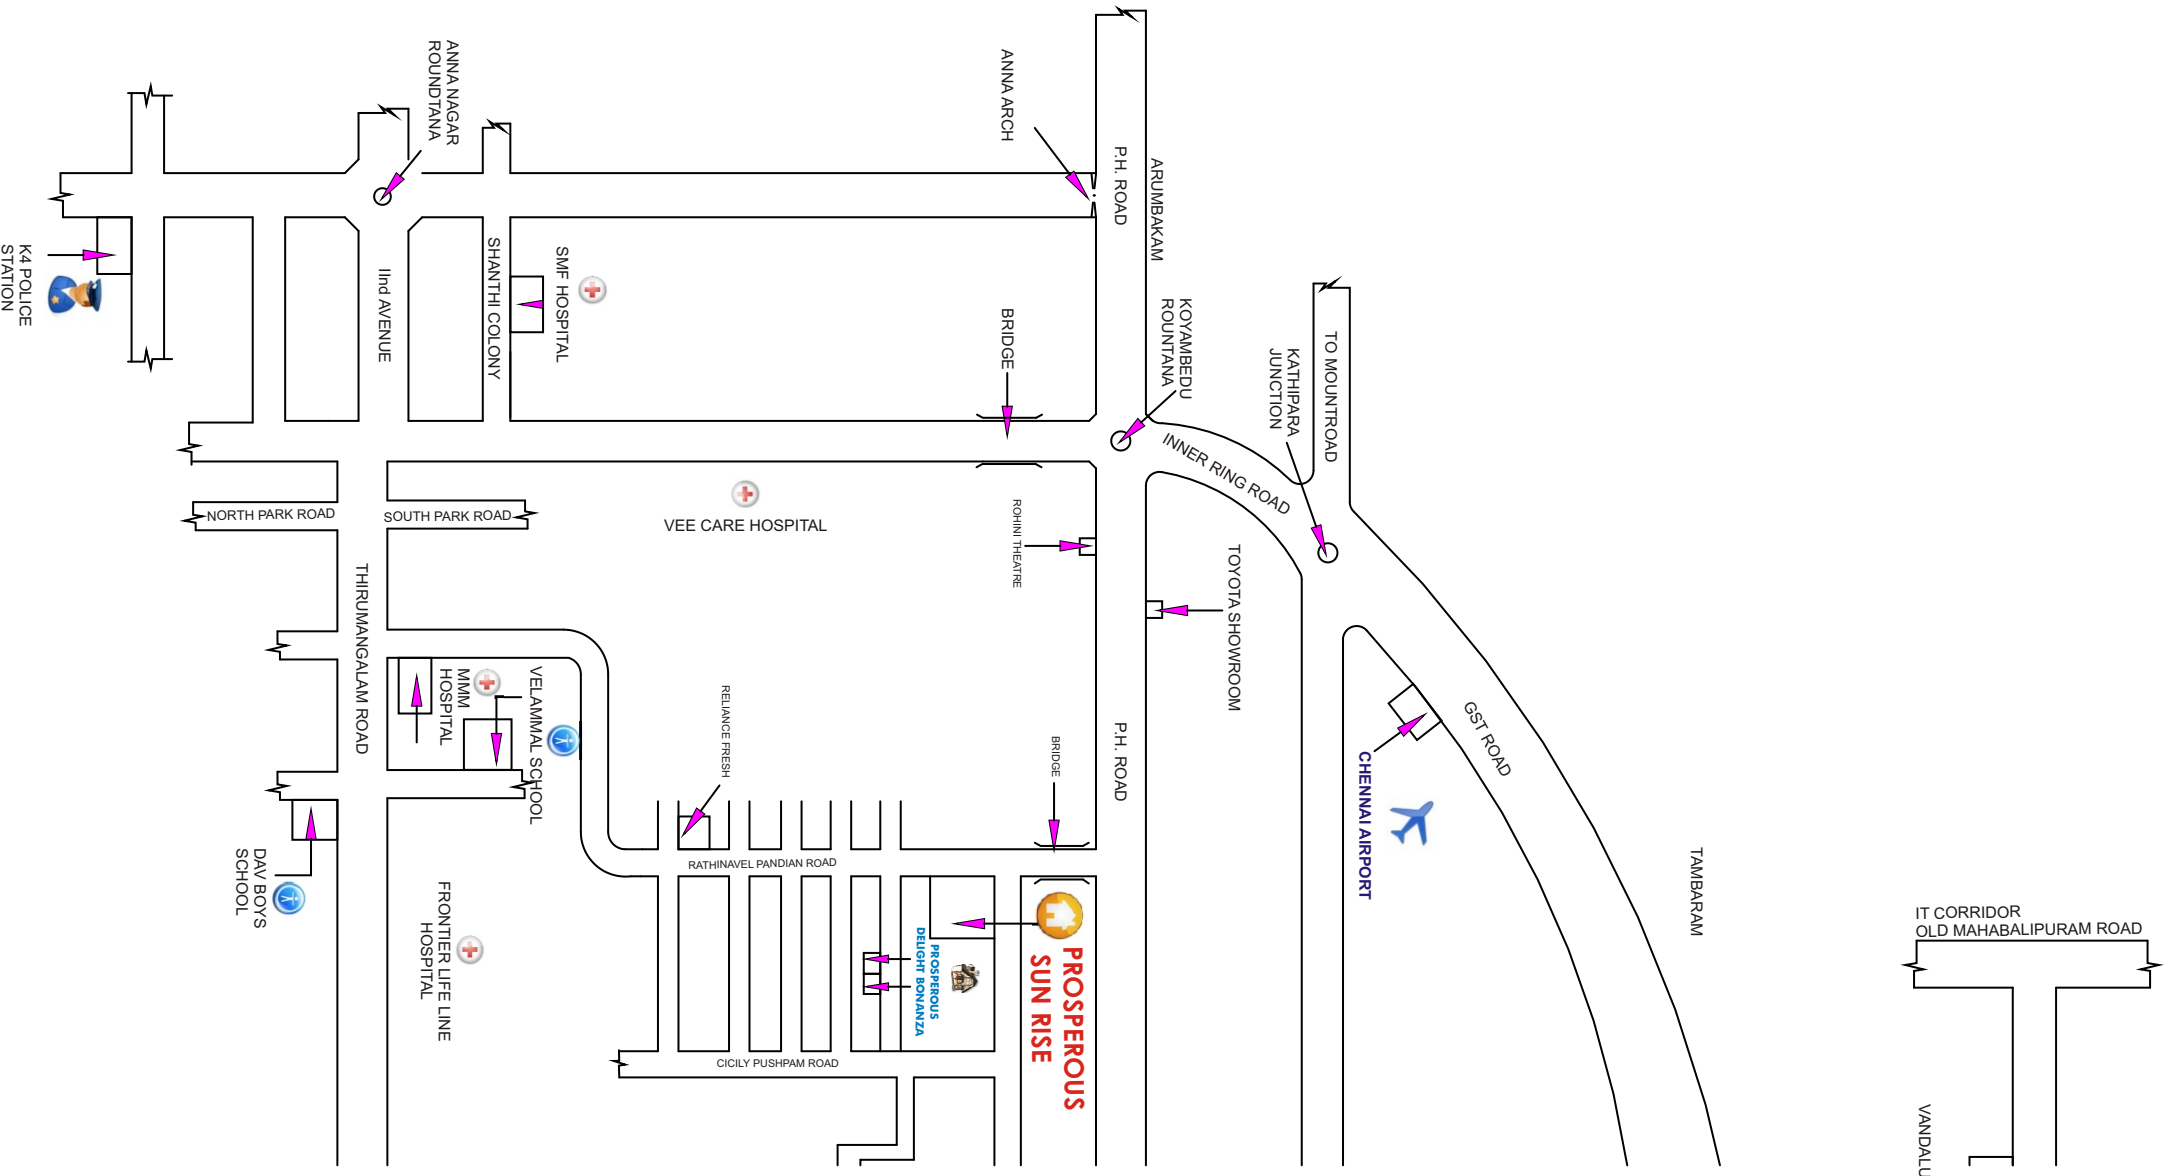 ANNA NAGAR
ROUNDTANA
ANNA ARCH
P.H. ROAD
ARUMBAKAM
K4 POLICE
STATION
IInd AVENUE
SHANTHI COLONY
SMF HOSPITAL
BRIDGE
KOYAMBEDU
ROUNTANA
TO MOUNTROAD
KATHIPARA
JUNCTION
INNER RING ROAD
NORTH PARK ROAD
SOUTH PARK ROAD
VEE CARE HOSPITAL
ROHINI THEATRE
TOYOTA SHOWROOM
THIRUMANGALAM ROAD
MMM
HOSPITAL
VELAMMAL SCHOOL
RELIANCE FRESH
BRIDGE
P.H. ROAD
GST ROAD
CHENNAI AIRPORT
TAMBARAM
DAV BOYS
SCHOOL
FRONTIER LIFE LINE
HOSPITAL
RATHINAVEL PANDIAN ROAD
PROSPEROUS
DELIGHT BONANZA
PROSPEROUS
SUN RISE
CICILY PUSHPAM ROAD
IT CORRIDOR
OLD MAHABALIPURAM ROAD
VANDALU